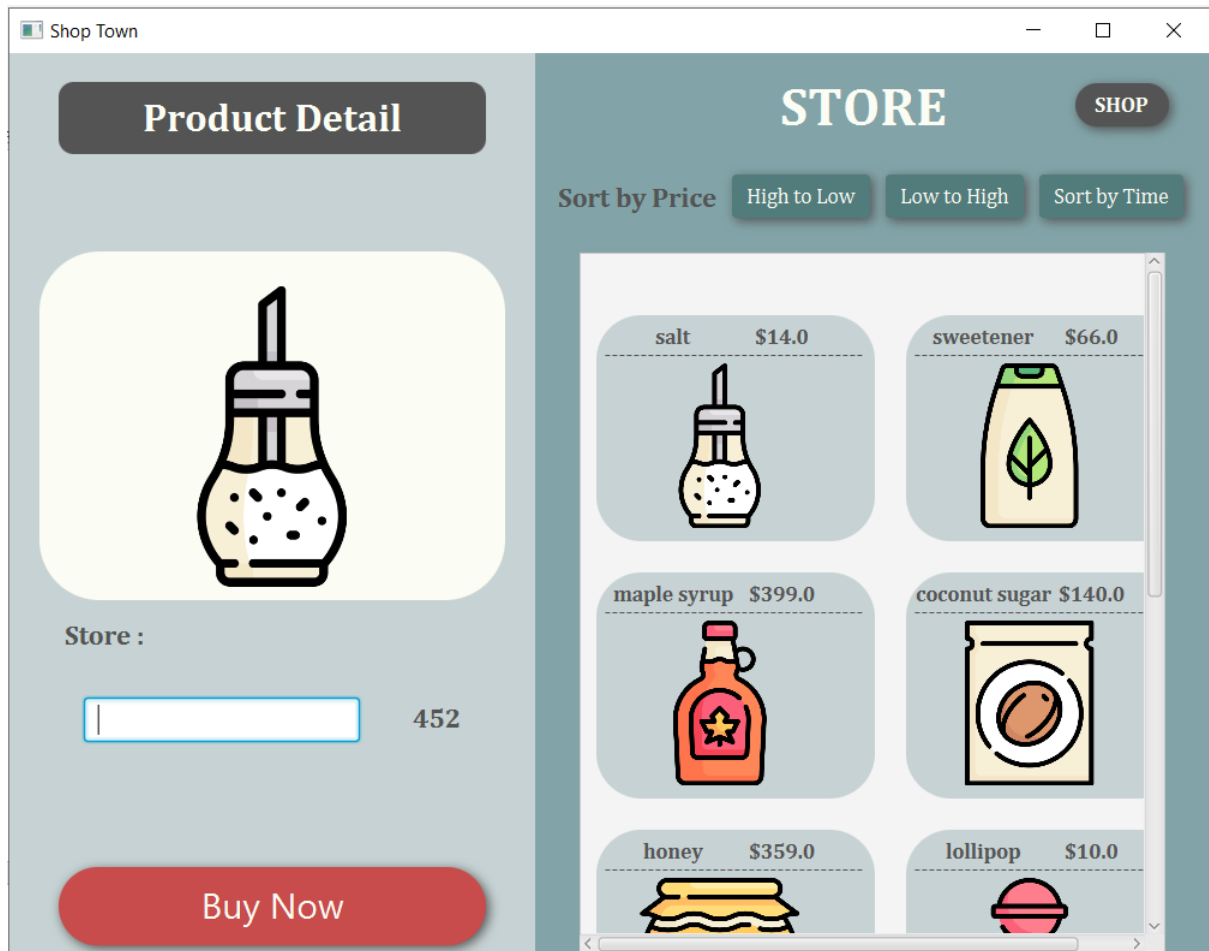 Shop Town
Product Detail
Store :
452
Buy Now
STORE
SHOP
Sort by Price
High to Low
Low to High
Sort by Time
salt $14.0
sweetener $66.0
maple syrup $399.0
coconut sugar $140.0
honey $359.0
lollipop $10.0